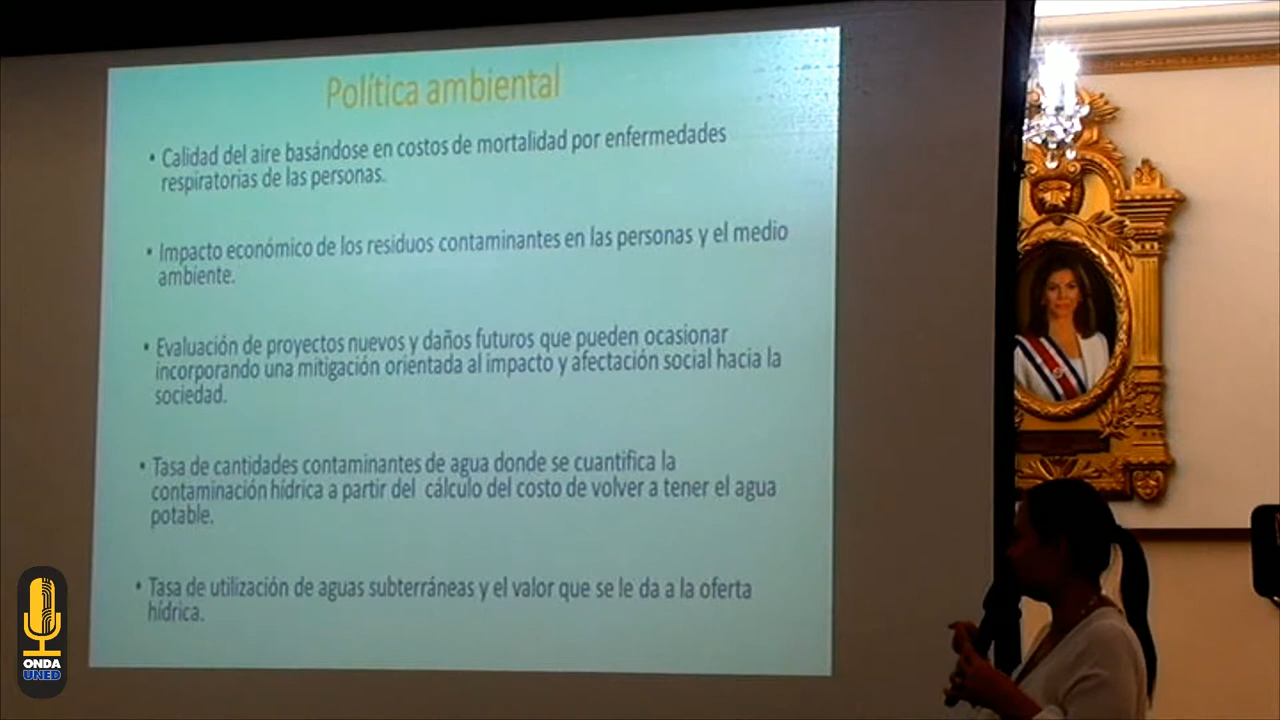 Política ambiental
• Calidad del aire basándose en costos de mortalidad por enfermedades
respiratorias de las personas.
• Impacto económico de los residuos contaminantes en las personas y el medio
ambiente.
• Evaluación de proyectos nuevos y daños futuros que pueden ocasionar
incorporando una mitigación orientada al impacto y afectación social hacia la
sociedad.
• Tasa de cantidades contaminantes de agua donde se cuantifica la
contaminación hídrica a partir del cálculo del costo de volver a tener el agua
potable.
• Tasa de utilización de aguas subterráneas y el valor que se le da a la oferta
hídrica.
ONDA
UNED